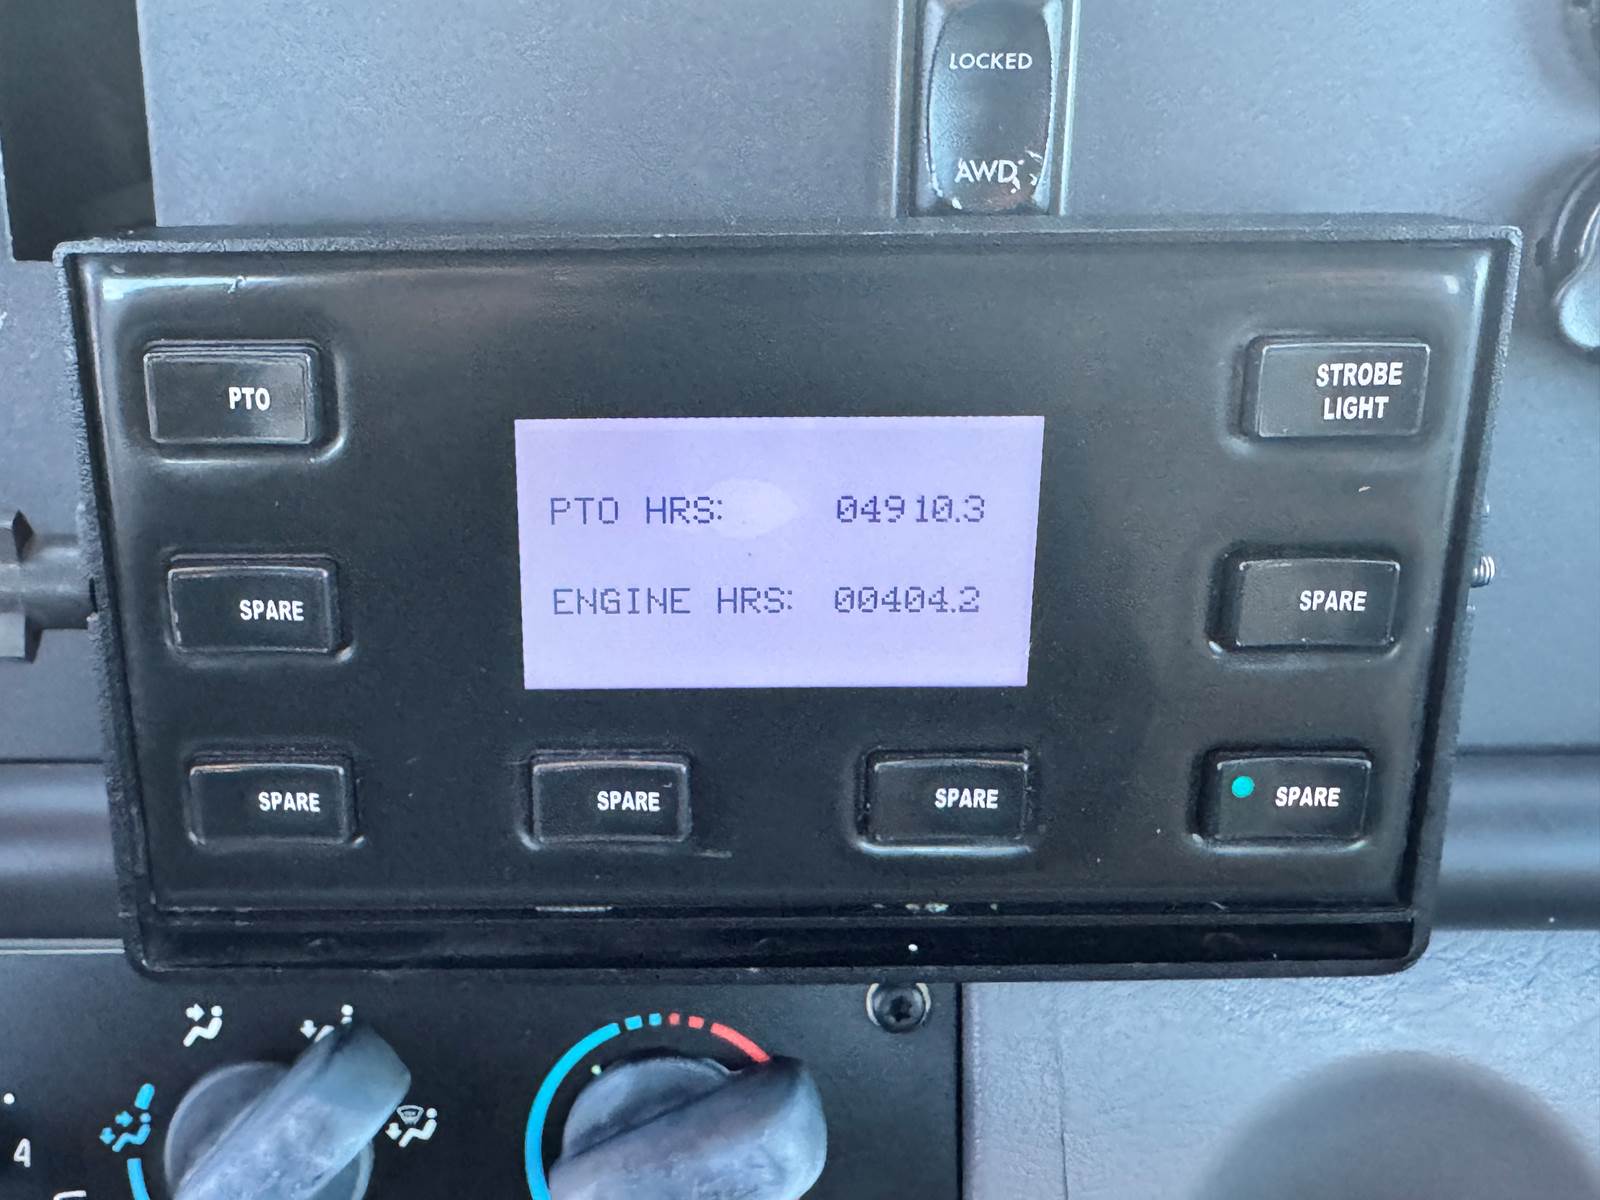 LOCKED
AWD
PTO
STROBE
LIGHT
PTO HRS: 04910.3
ENGINE HRS: 00404.2
SPARE
SPARE
SPARE
SPARE
SPARE
SPARE
4